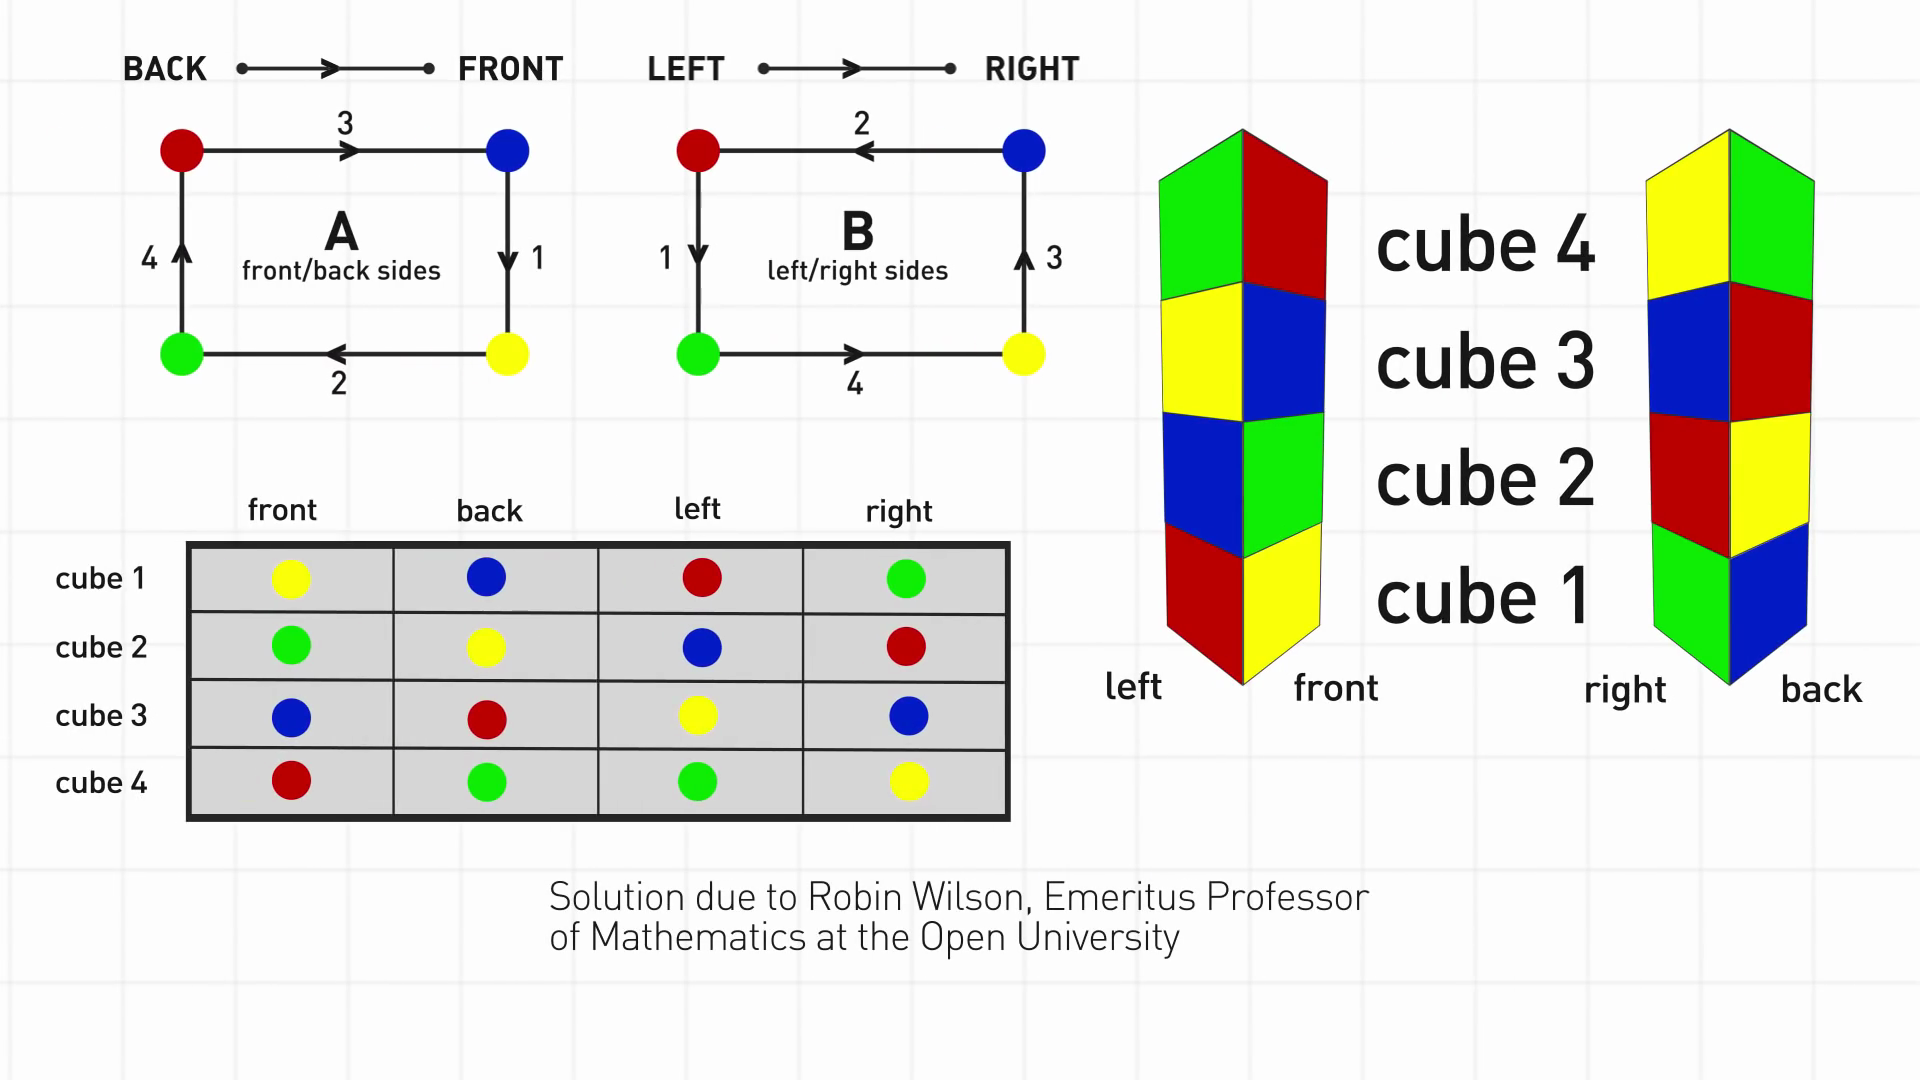 BACK FRONT LEFT RIGHT
3
2
A
front/back sides
4
1
B
left/right sides
1
3
2
4
cube 4
cube 3
cube 2
cube 1
left front right back
front back left right
cube 1
cube 2
cube 3
cube 4
Solution due to Robin Wilson, Emeritus Professor
of Mathematics at the Open University